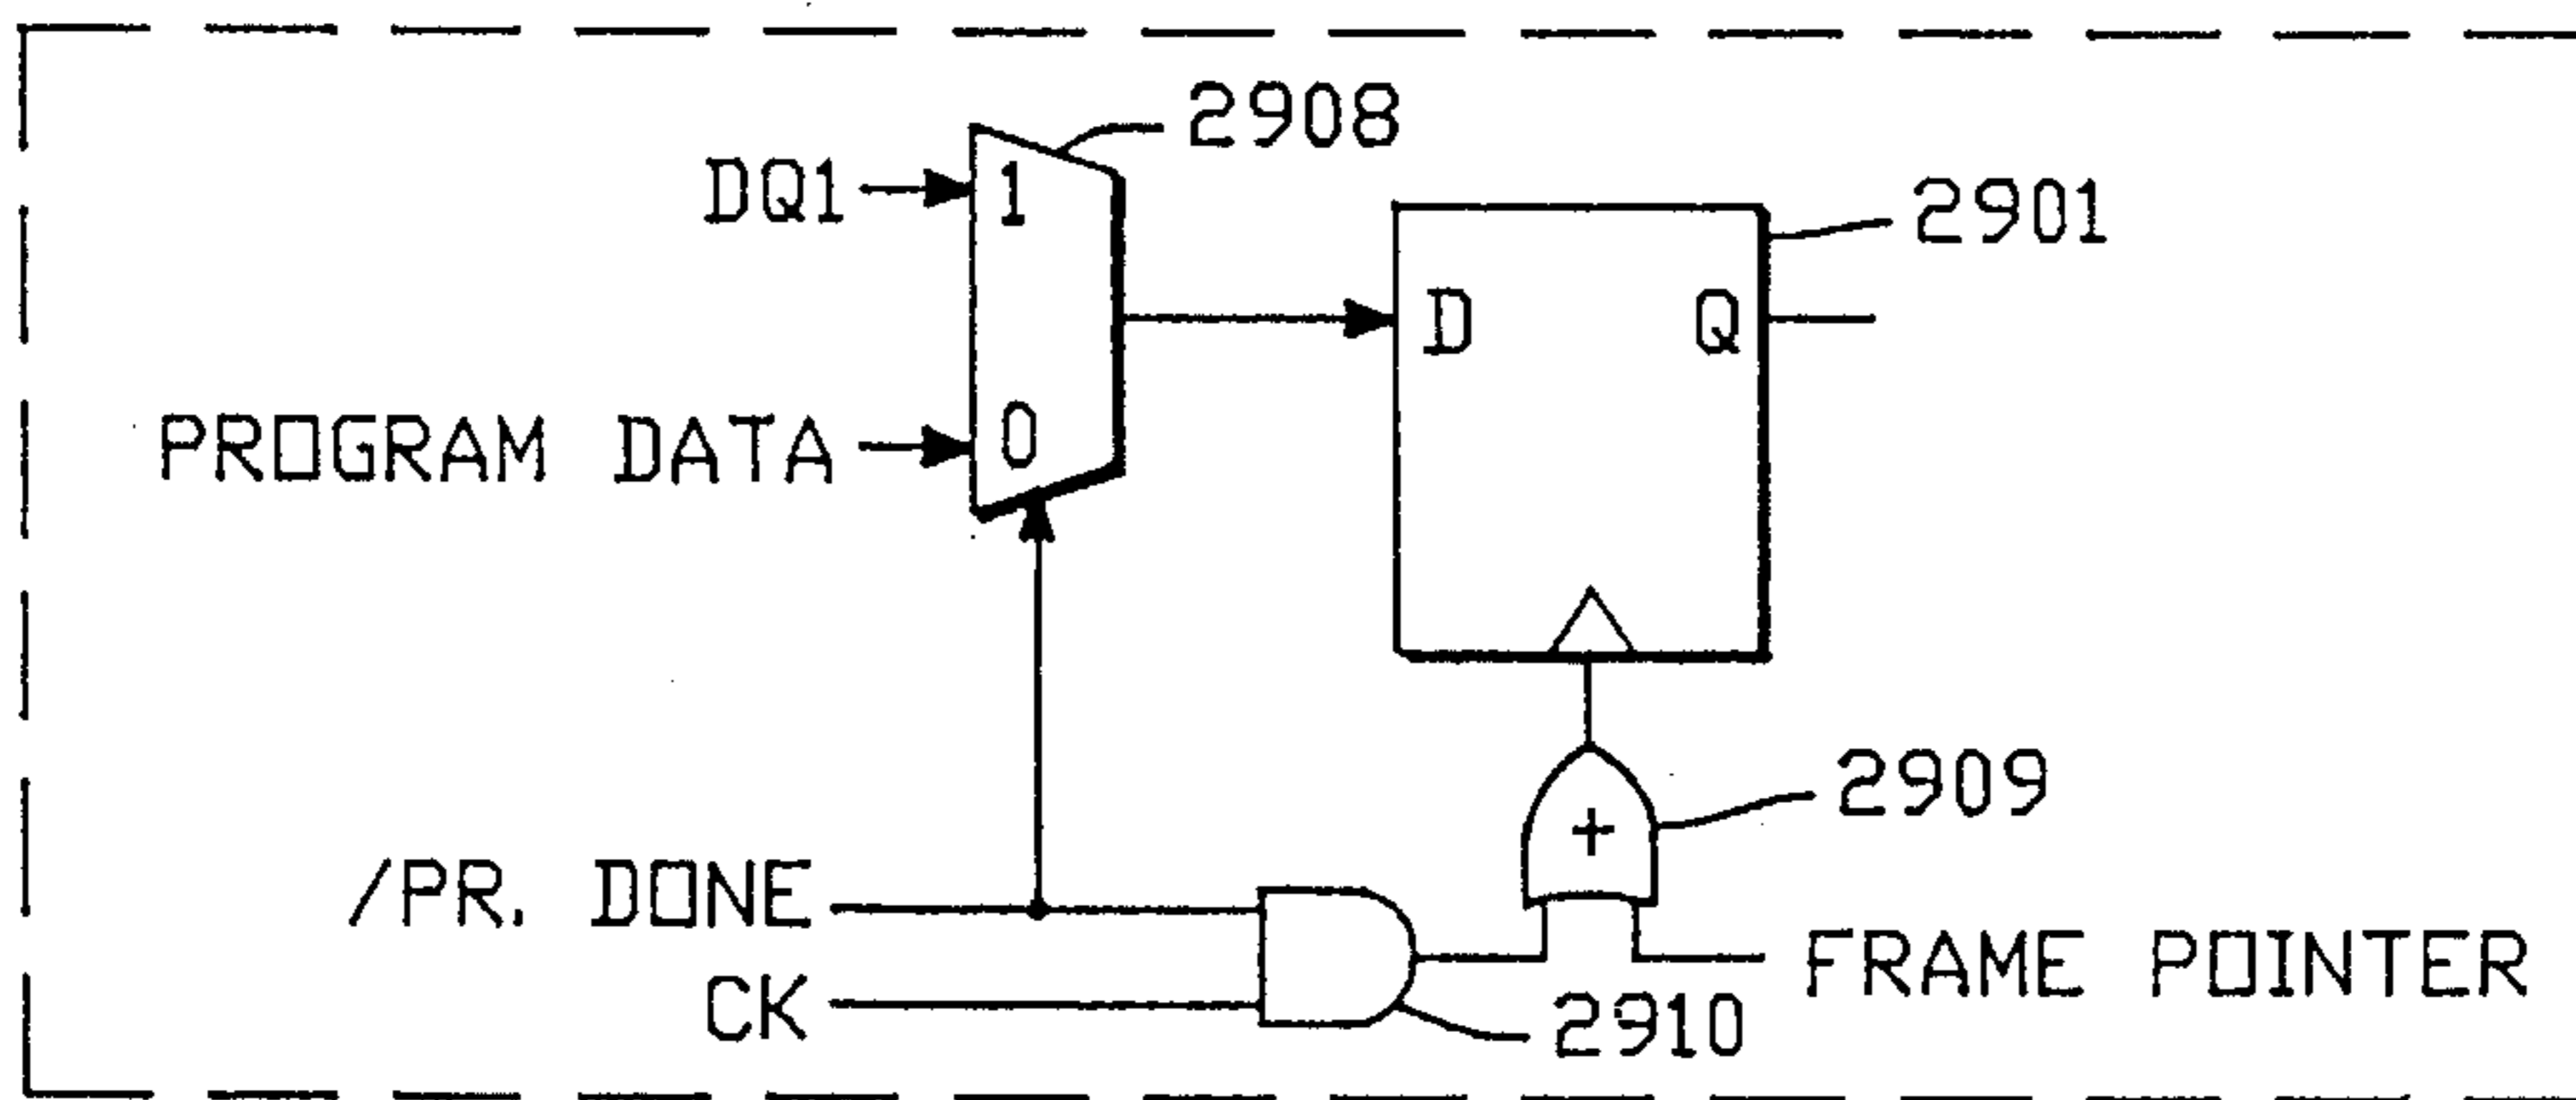 2908
DQ1
1
2901
D
Q
PROGRAM DATA
0
2909
+
/PR. DONE
FRAME POINTER
CK
2910